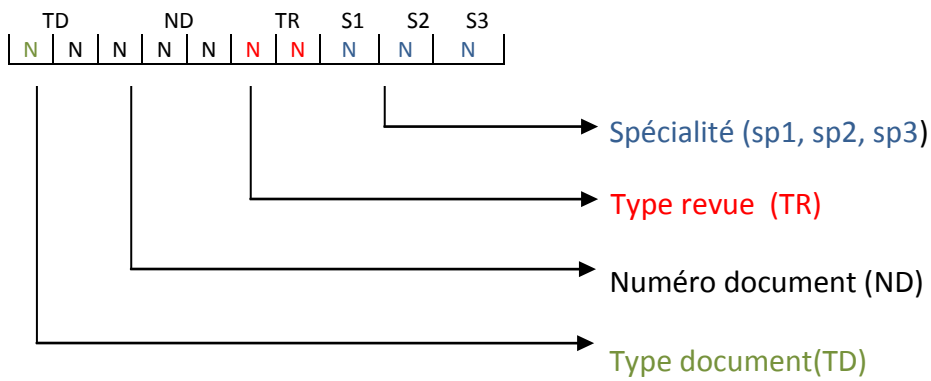 TD ND TR S1 S2 S3
N N N N N N N N N N
Spécialité (sp1, sp2, sp3)
Type revue (TR)
Numéro document (ND)
Type document(TD)